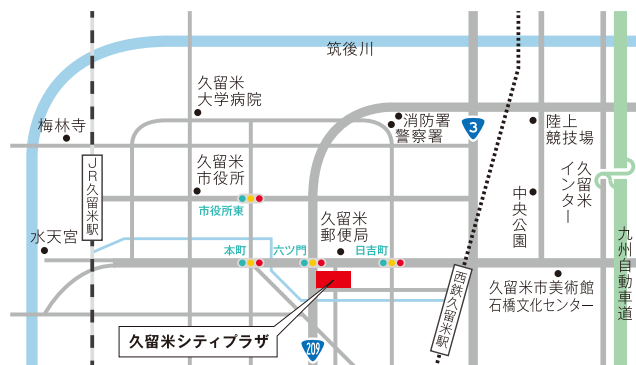 筑後川
久留米
大学病院
消防署
警察署
3
陸上
競技場
梅林寺
久留米
インター
JR久留米駅
久留米
市役所
中央公園
市役所東
久留米
郵便局
水天宮
本町
六ツ門
日吉町
九州自動車道
西鉄久留米駅
久留米市美術館
石橋文化センター
久留米シティプラザ
209